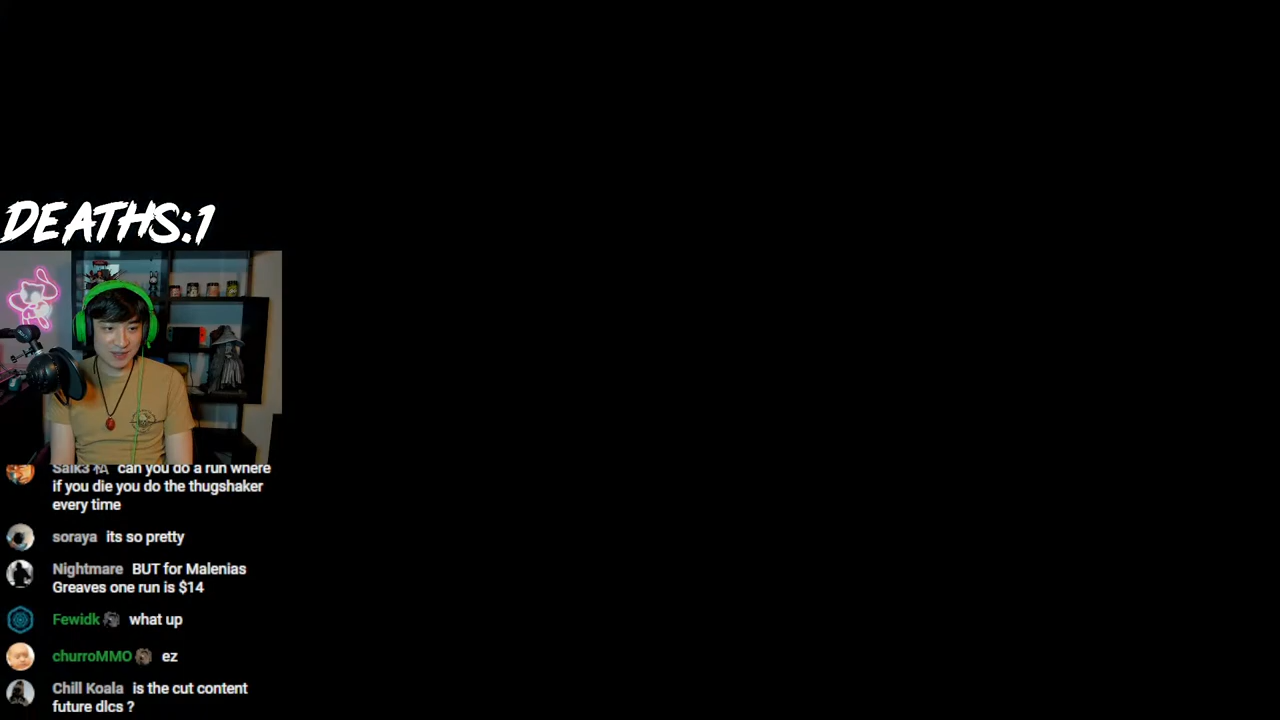 DEATHS:1
Saik3 can you do a run where
if you die you do the thugshaker
every time
soraya its so pretty
Nightmare BUT for Malenias
Greaves one run is $14
Fewidk what up
churroMMO ez
Chill Koala is the cut content
future dlcs ?